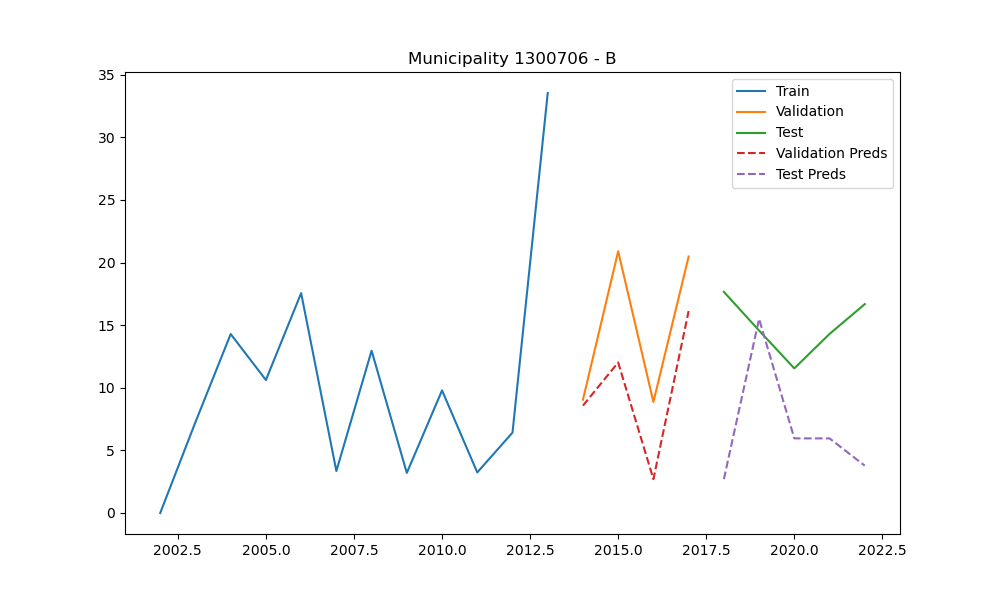 Municipality 1300706 - B
35
30
25
20
15
10
5
0
Train
Validation
Test
Validation Preds
Test Preds
2002.5 2005.0 2007.5 2010.0 2012.5 2015.0 2017.5 2020.0 2022.5